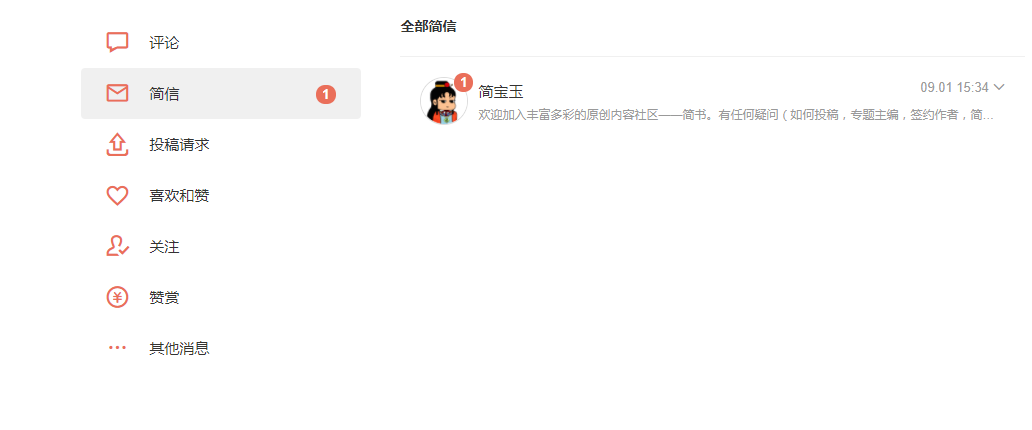 评论
简信 1
投稿请求
喜欢和赞
关注
赞赏
其他消息
全部简信
1
简宝玉 09.01 15:34
欢迎加入丰富多彩的原创内容社区——简书。有任何疑问（如何投稿，专题主编，签约作者，简...